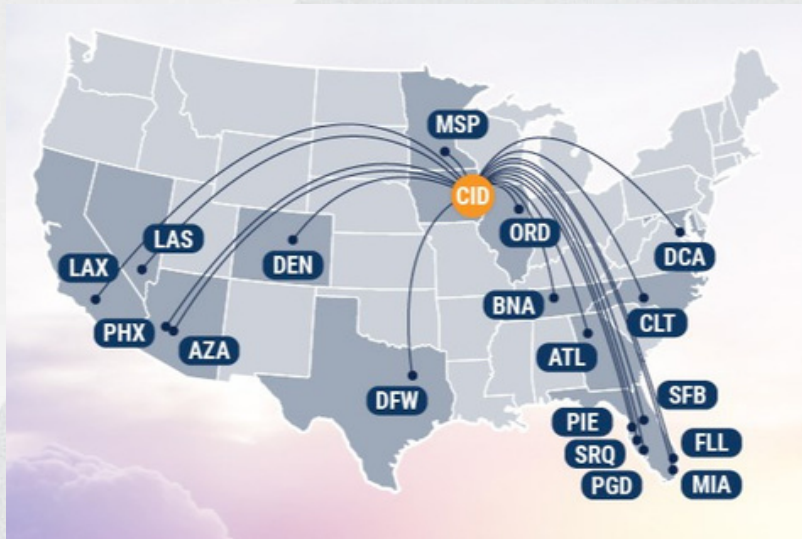 MSP
CID
ORD
LAS
DEN
LAX
DCA
BNA
CLT
PHX
AZA
ATL
DFW
SFB
PIE
FLL
SRQ
PGD
MIA